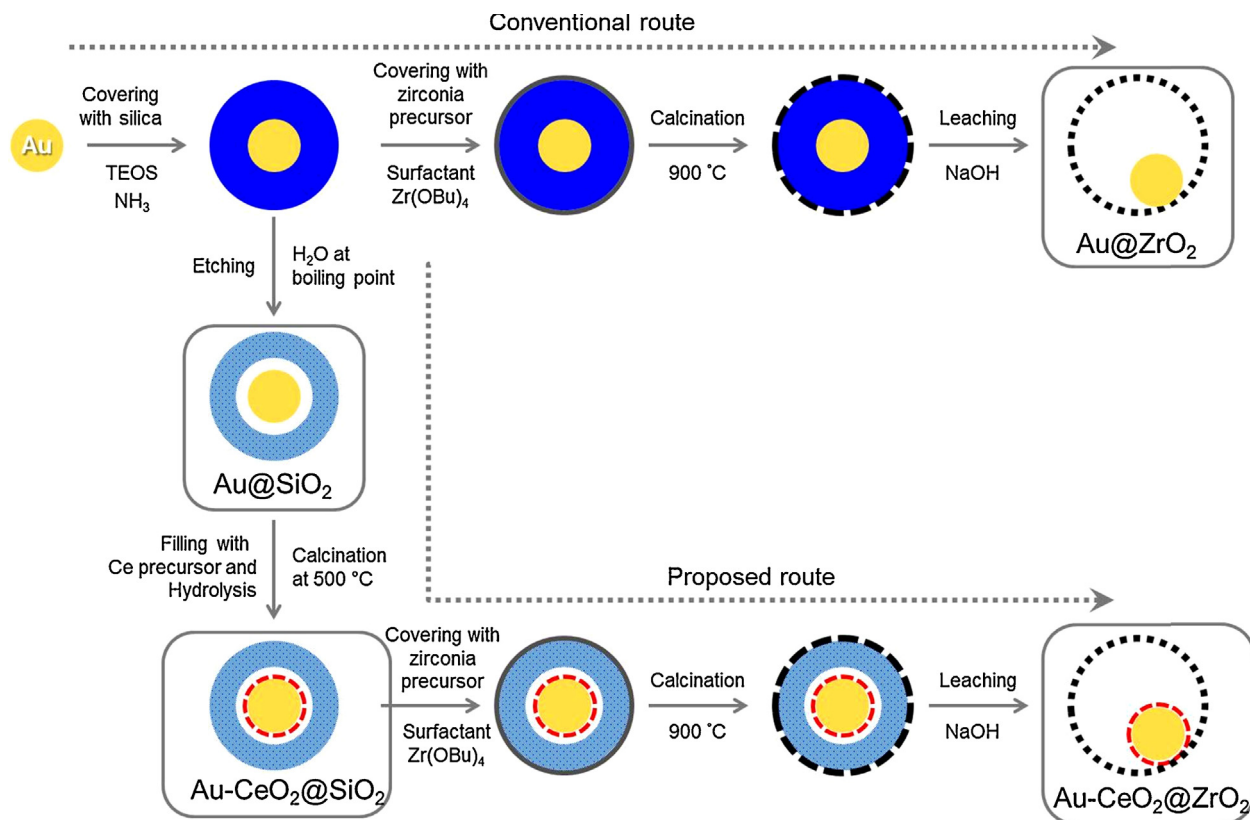 Conventional route
Au
Covering
with silica
TEOS
NH₃
Covering with
zirconia
precursor
Surfactant
Zr(OBu)₄
Calcination
900 °C
Leaching
NaOH
Au@ZrO₂
Etching
H₂O at
boiling point
Au@SiO₂
Filling with
Ce precursor and
Hydrolysis
Calcination
at 500 °C
Proposed route
Au-CeO₂@SiO₂
Covering with
zirconia
precursor
Surfactant
Zr(OBu)₄
Calcination
900 °C
Leaching
NaOH
Au-CeO₂@ZrO₂